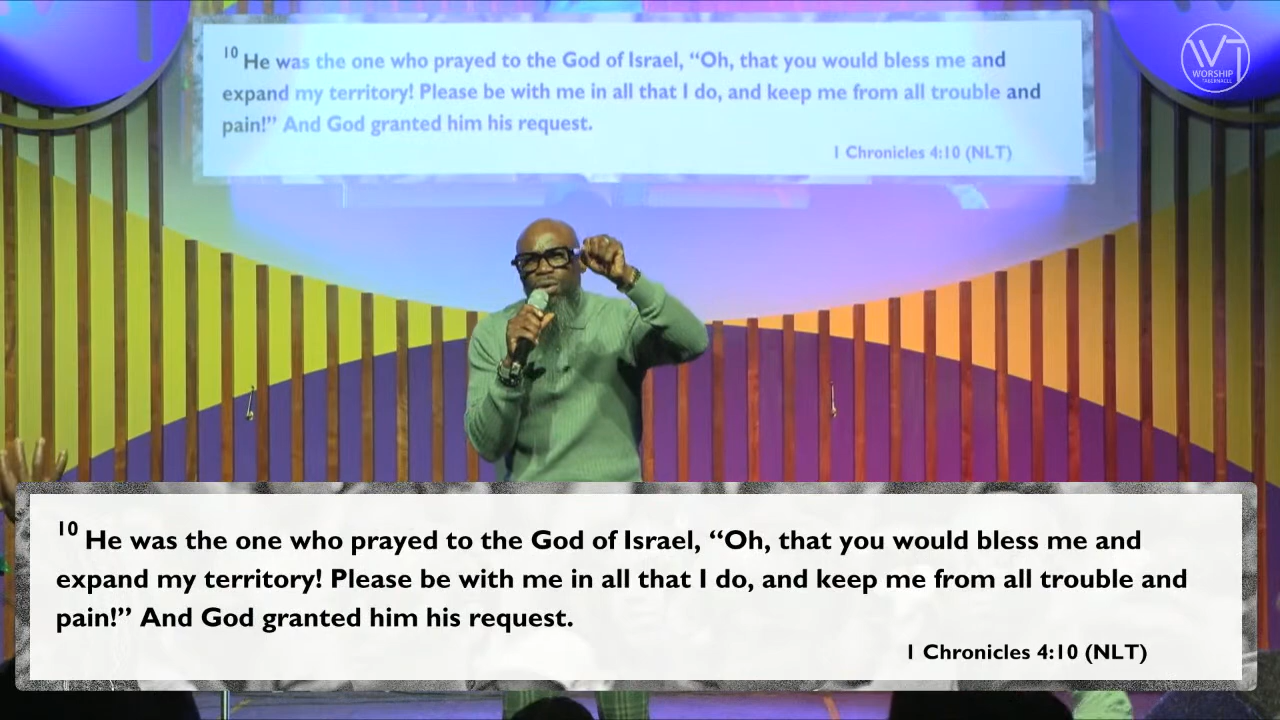 10 He was the one who prayed to the God of Israel, “Oh, that you would bless me and
expand my territory! Please be with me in all that I do, and keep me from all trouble and
pain!” And God granted him his request.
1 Chronicles 4:10 (NLT)
WT
WORSHIP
TABERNACLE
10 He was the one who prayed to the God of Israel, “Oh, that you would bless me and
expand my territory! Please be with me in all that I do, and keep me from all trouble and
pain!” And God granted him his request.
1 Chronicles 4:10 (NLT)